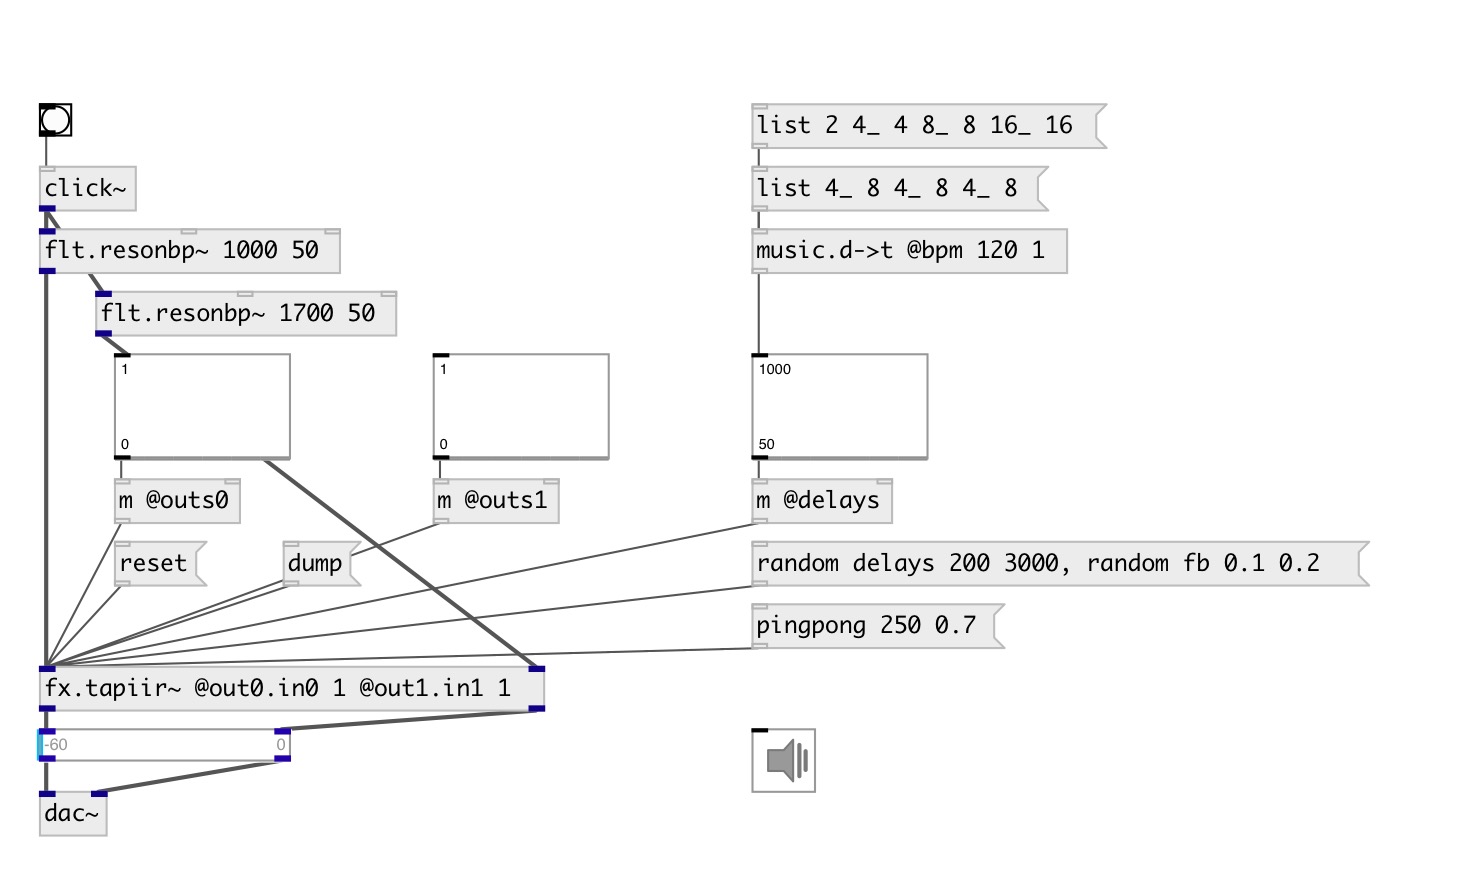 list 2 4_ 4 8_ 8 16_ 16
click~
list 4_ 8 4_ 8 4_ 8
flt.resonbp~ 1000 50
music.d->t @bpm 120 1
flt.resonbp~ 1700 50
1
1
1000
0
0
50
m @outs0
m @outs1
m @delays
reset
dump
random delays 200 3000, random fb 0.1 0.2
pingpong 250 0.7
fx.tapiir~ @out0.in0 1 @out1.in1 1
-60
0
dac~